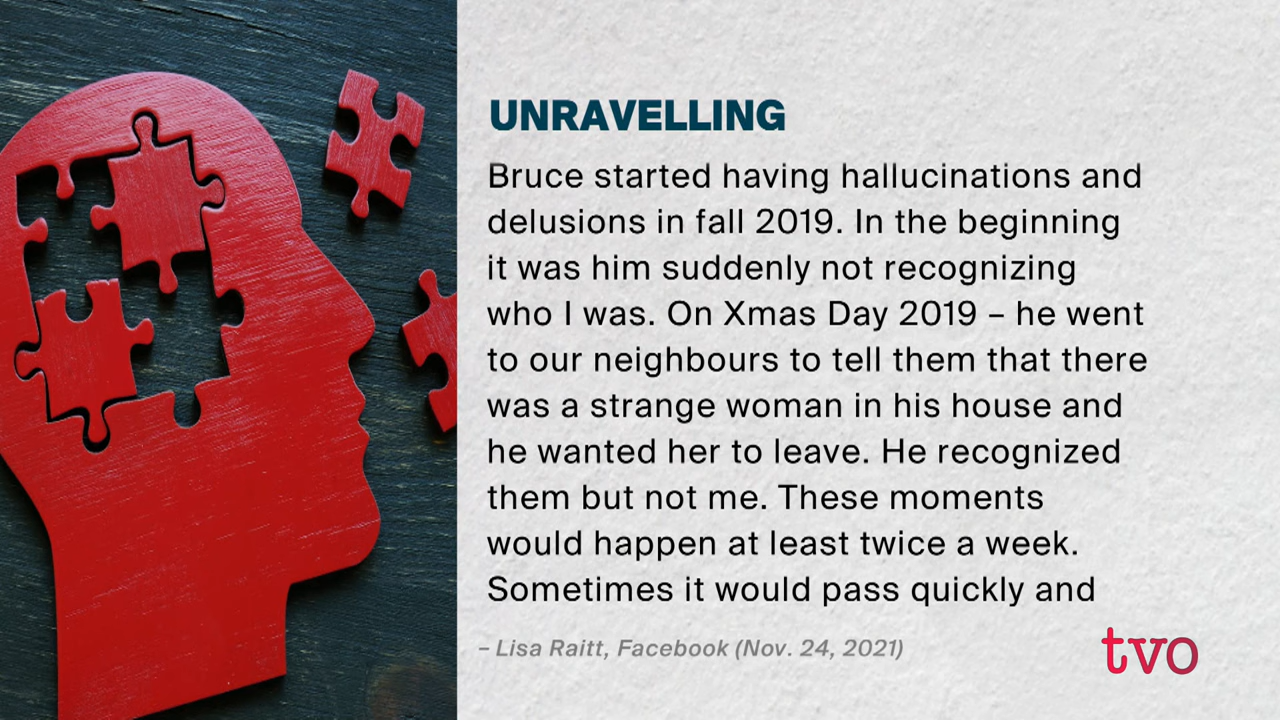 UNRAVELLING
Bruce started having hallucinations and
delusions in fall 2019. In the beginning
it was him suddenly not recognizing
who I was. On Xmas Day 2019 – he went
to our neighbours to tell them that there
was a strange woman in his house and
he wanted her to leave. He recognized
them but not me. These moments
would happen at least twice a week.
Sometimes it would pass quickly and
– Lisa Raitt, Facebook (Nov. 24, 2021)
tvo